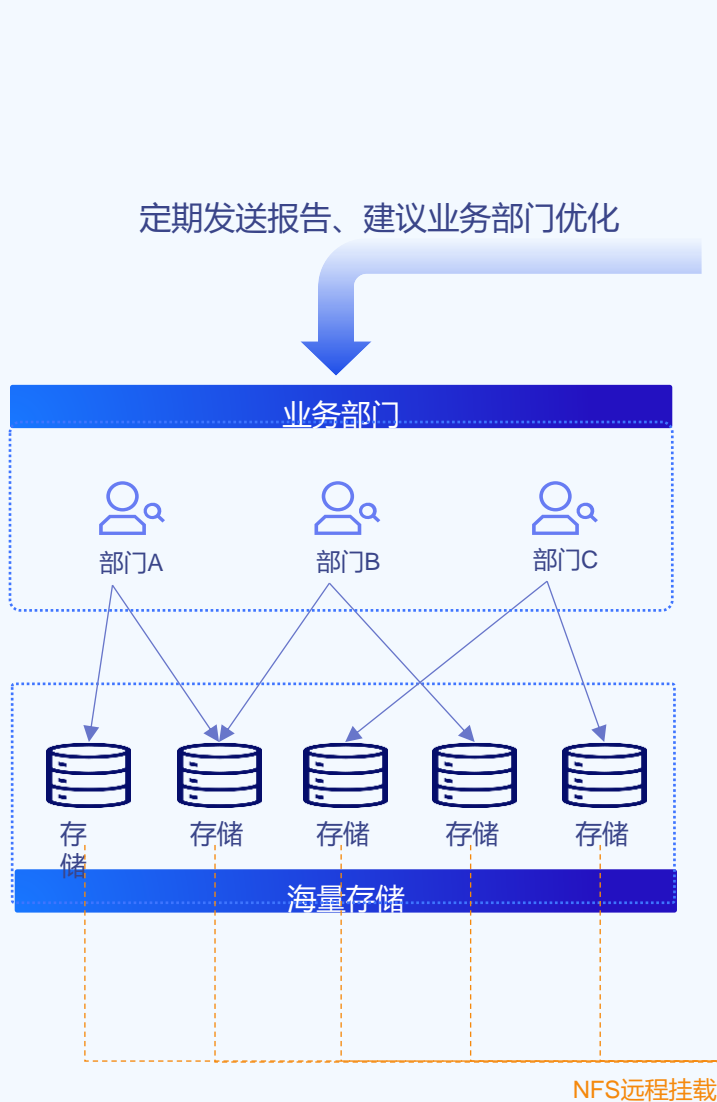 定期发送报告、建议业务部门优化
业务部门
部门A
部门B
部门C
存
储
存储
存储
存储
存储
海量存储
NFS远程挂载